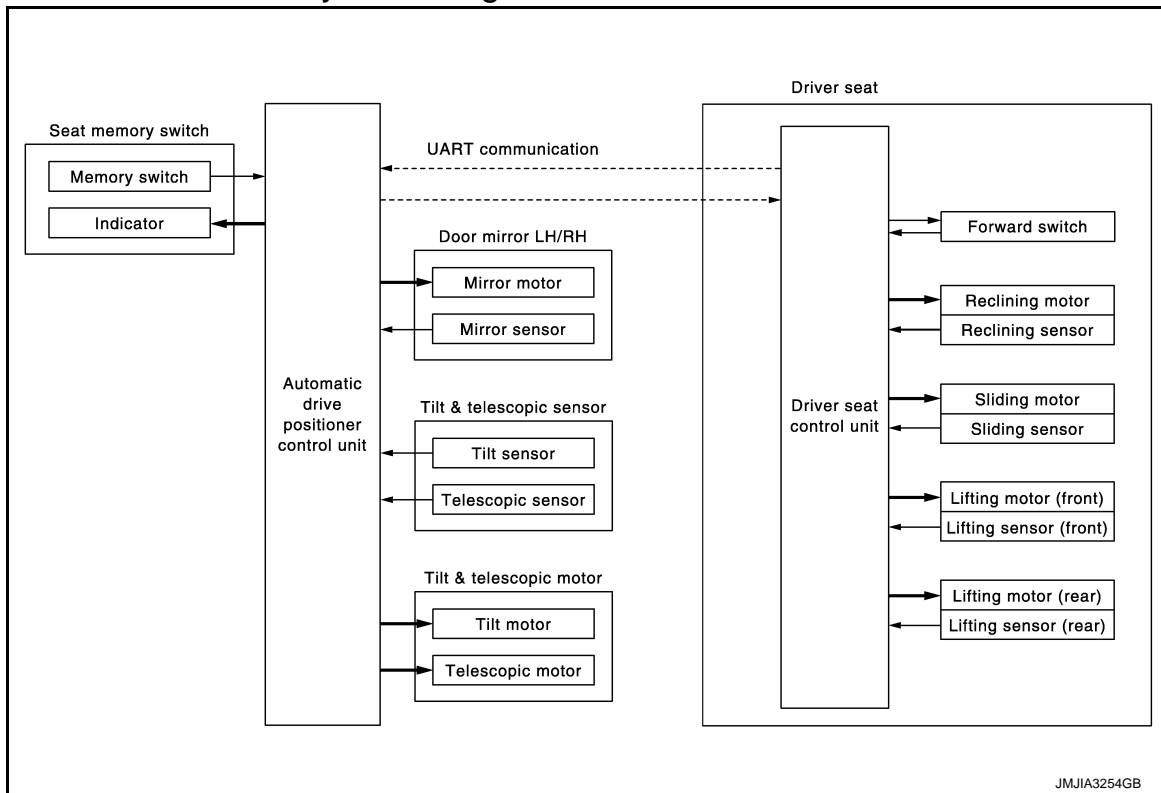 Driver seat
Seat memory switch
Memory switch
Indicator
UART communication
Door mirror LH/RH
Mirror motor
Mirror sensor
Automatic
drive
positioner
control unit
Tilt & telescopic sensor
Tilt sensor
Telescopic sensor
Tilt & telescopic motor
Tilt motor
Telescopic motor
Driver seat
control unit
Forward switch
Reclining motor
Reclining sensor
Sliding motor
Sliding sensor
Lifting motor (front)
Lifting sensor (front)
Lifting motor (rear)
Lifting sensor (rear)
JMJIA3254GB